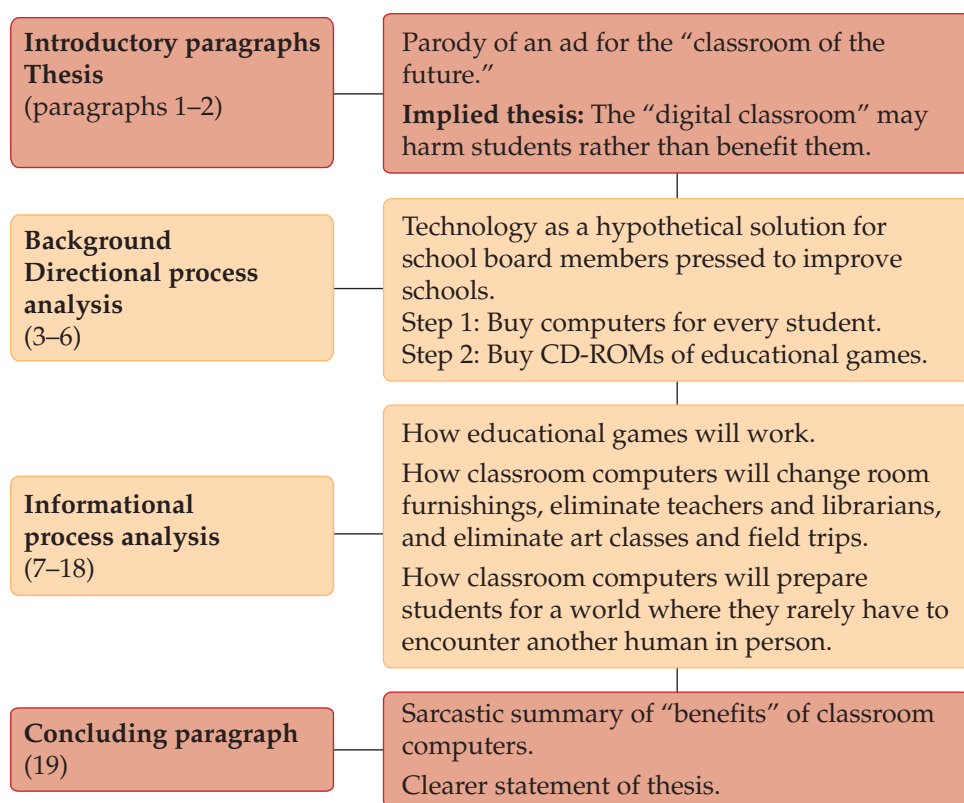 Introductory paragraphs
Thesis
(paragraphs 1–2)
Parody of an ad for the “classroom of the
future.”
Implied thesis: The “digital classroom” may
harm students rather than benefit them.
Background
Directional process
analysis
(3–6)
Technology as a hypothetical solution for
school board members pressed to improve
schools.
Step 1: Buy computers for every student.
Step 2: Buy CD-ROMs of educational games.
Informational
process analysis
(7–18)
How educational games will work.
How classroom computers will change room
furnishings, eliminate teachers and librarians,
and eliminate art classes and field trips.
How classroom computers will prepare
students for a world where they rarely have to
encounter another human in person.
Concluding paragraph
(19)
Sarcastic summary of “benefits” of classroom
computers.
Clearer statement of thesis.